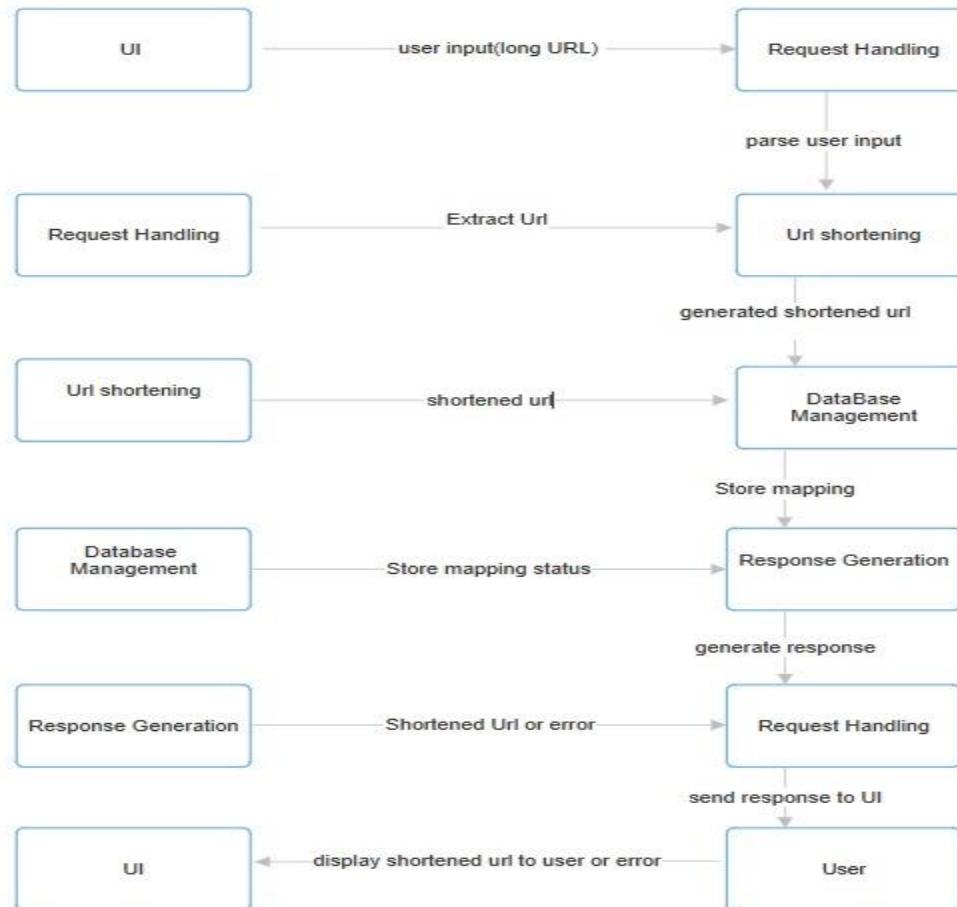 UI
user input(long URL)
Request Handling
parse user input
Request Handling
Extract Url
Url shortening
generated shortened url
Url shortening
shortened url
DataBase
Management
Store mapping
Database
Management
Store mapping status
Response Generation
generate response
Response Generation
Shortened Url or error
Request Handling
send response to UI
UI
display shortened url to user or error
User